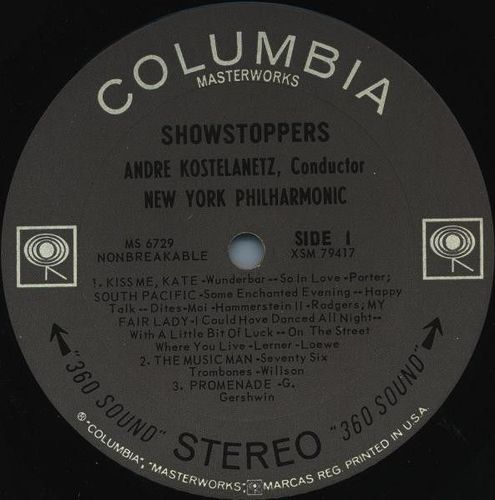 COLUMBIA
MASTERWORKS
SHOWSTOPPERS
ANDRE KOSTELANETZ, Conductor
NEW YORK PHILHARMONIC
MS 6729
NONBREAKABLE
SIDE 1
XSM 79417
1. KISS ME, KATE -Wunderbar -- So In Love -Porter;
SOUTH PACIFIC -Some Enchanted Evening -- Happy
Talk -- Dites-Moi -Hammerstein II -Rodgers; MY
FAIR LADY -I Could Have Danced All Night --
With A Little Bit Of Luck -- On The Street
Where You Live -Lerner - Loewe
2. THE MUSIC MAN -Seventy Six
Trombones -Willson
3. PROMENADE -G.
Gershwin
"360 SOUND" STEREO "360 SOUND"
® "COLUMBIA", "MASTERWORKS", MARCAS REG. PRINTED IN U.S.A.